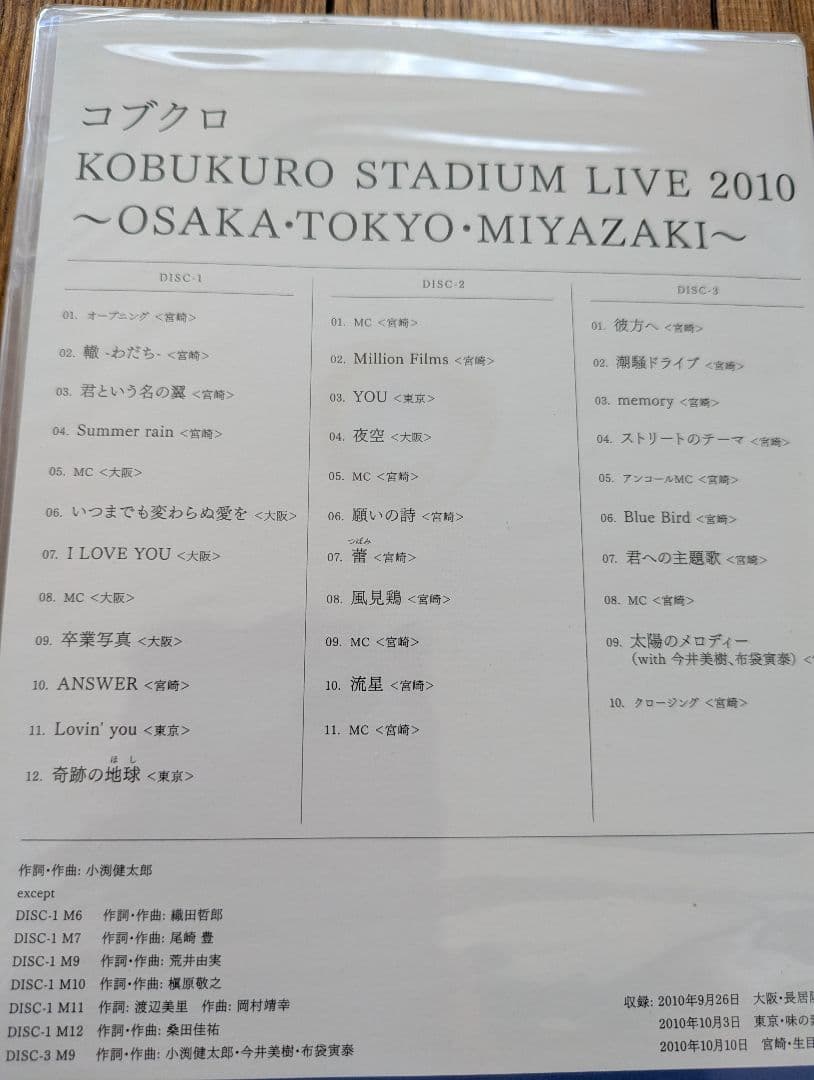 コブクロ
KOBUKURO STADIUM LIVE 2010
～OSAKA・TOKYO・MIYAZAKI～
DISC-1
01. オープニング <宮崎>
02. 轍 -わだち- <宮崎>
03. 君という名の翼 <宮崎>
04. Summer rain <宮崎>
05. MC <大阪>
06. いつまでも変わらぬ愛を <大阪>
07. I LOVE YOU <大阪>
08. MC <大阪>
09. 卒業写真 <大阪>
10. ANSWER <宮崎>
11. Lovin' you <東京>
ほし
12. 奇跡の地球 <東京>
DISC-2
01. MC <宮崎>
02. Million Films <宮崎>
03. YOU <東京>
04. 夜空 <大阪>
05. MC <宮崎>
06. 願いの詩 <宮崎>
つぼみ
07. 蕾 <宮崎>
08. 風見鶏 <宮崎>
09. MC <宮崎>
10. 流星 <宮崎>
11. MC <宮崎>
DISC-3
01. 彼方へ <宮崎>
02. 潮騒ドライブ <宮崎>
03. memory <宮崎>
04. ストリートのテーマ <宮崎>
05. アンコールMC <宮崎>
06. Blue Bird <宮崎>
07. 君への主題歌 <宮崎>
08. MC <宮崎>
09. 太陽のメロディー
(with 今井美樹、布袋寅泰) <
10. クロージング <宮崎>
作詞・作曲: 小渕健太郎
except
DISC-1 M6 作詞・作曲: 織田哲郎
DISC-1 M7 作詞・作曲: 尾崎 豊
DISC-1 M9 作詞・作曲: 荒井由実
DISC-1 M10 作詞・作曲: 槇原敬之
DISC-1 M11 作詞: 渡辺美里 作曲: 岡村靖幸
DISC-1 M12 作詞・作曲: 桑田佳祐
DISC-3 M9 作詞・作曲: 小渕健太郎・今井美樹・布袋寅泰
収録: 2010年9月26日 大阪・長居
2010年10月3日 東京・味の
2010年10月10日 宮崎・生目